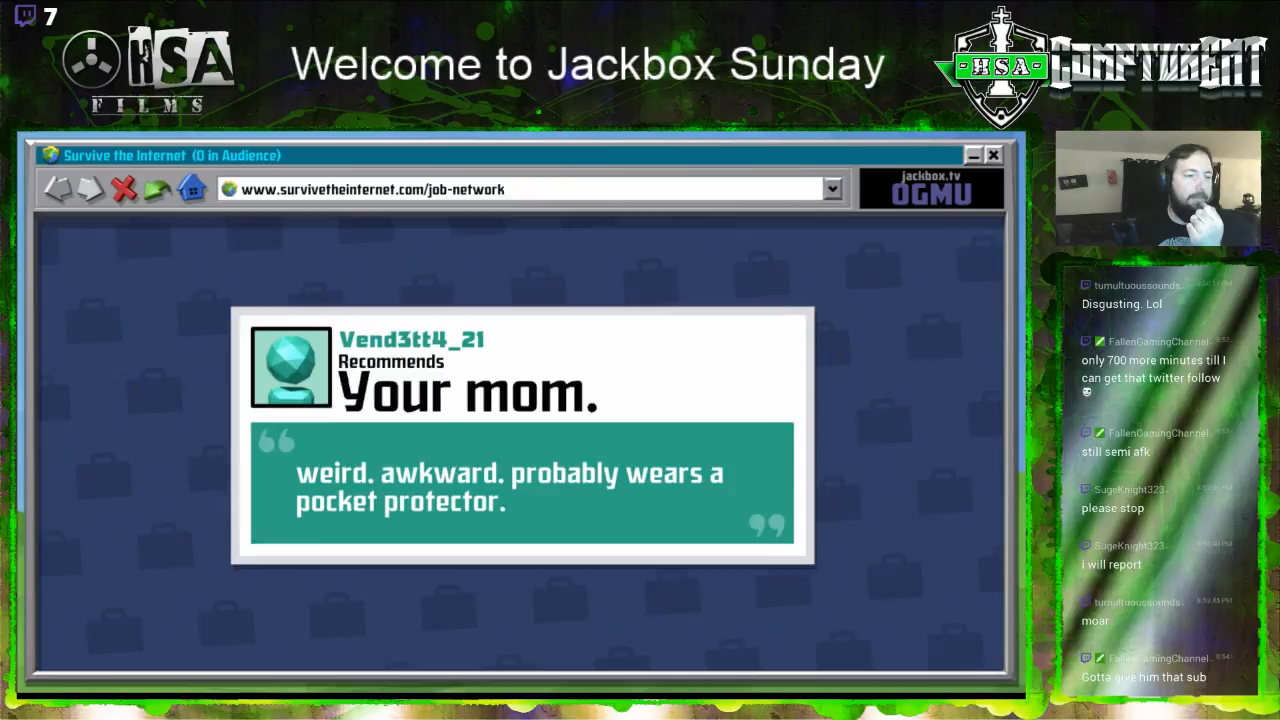 7
HSA
FILMS
Welcome to Jackbox Sunday
-HSA-
Survive the Internet (0 in Audience)
www.survivetheinternet.com/job-network
jackbox.tv
OGMU
Vend3tt4_21
Recommends
Your mom.
weird. awkward. probably wears a
pocket protector.
tumultuoussounds
Disgusting. Lol
FallenGamingChannel
only 700 more minutes till I
can get that twitter follow
FallenGamingChannel
still semi afk
SugeKnight323
please stop
SugeKnight323
i will report
tumultuoussounds
moar
FallenGamingChannel
Gotta give him that sub